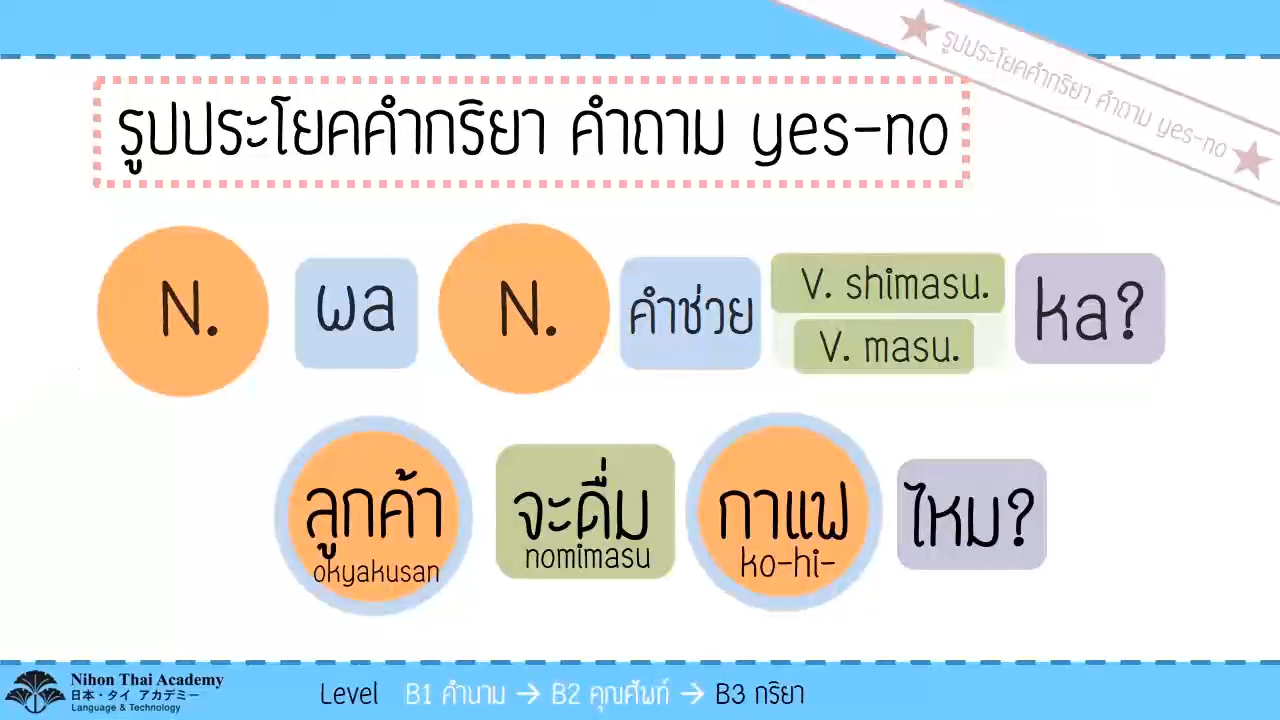 รูปประโยคคำกริยา คำถาม yes-no
รูปประโยคคำกริยา คำถาม yes-no
N. wa N. คำช่วย V. shimasu. ka?
V. masu.
ลูกค้า จะดื่ม กาแฟ ไหม?
okyakusan nomimasu ko-hi-
Nihon Thai Academy
日本・タイ アカデミー
Language & Technology
Level B1 คำนาม → B2 คุณศัพท์ → B3 กริยา